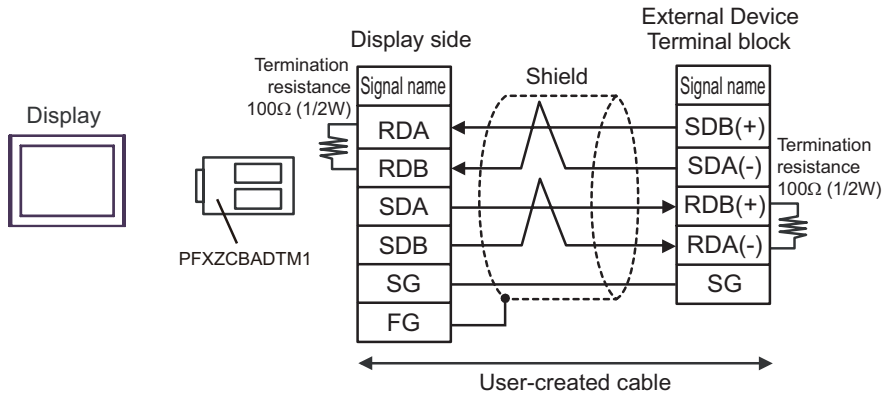 Display
PFXZCBADTM1
Display side
Termination
resistance
100Ω (1/2W)
Signal name
RDA
RDB
SDA
SDB
SG
FG
Shield
External Device
Terminal block
Signal name
SDB(+)
SDA(-)
RDB(+)
RDA(-)
SG
Termination
resistance
100Ω (1/2W)
User-created cable